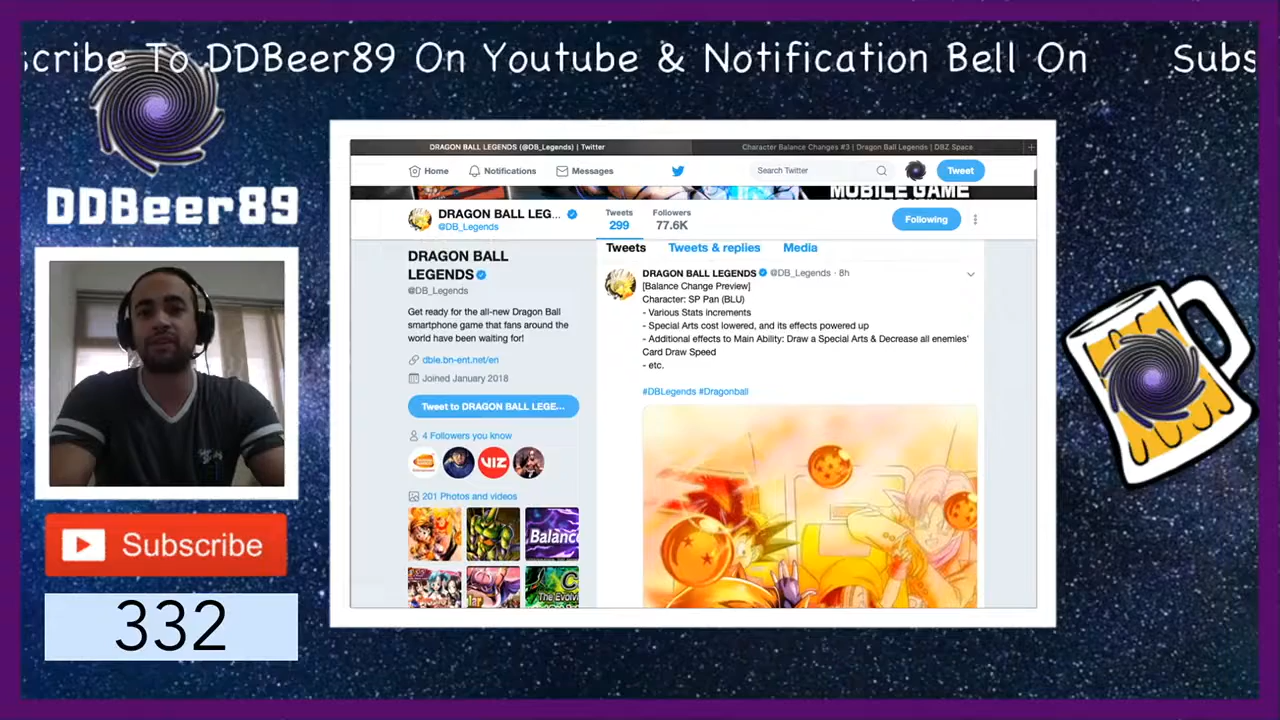 scribe To DDBeer89 On Youtube & Notification Bell On Subs
DDBeer89
Subscribe
332
DRAGON BALL LEGENDS (@DB_Legends) | Twitter
Character Balance Changes #3 | Dragon Ball Legends | DBZ Space
Home
Notifications
Messages
Search Twitter
Tweet
MOBILE GAME
DRAGON BALL LEG...
@DB_Legends
Tweets
299
Followers
77.6K
Following
DRAGON BALL
LEGENDS
@DB_Legends
Get ready for the all-new Dragon Ball
smartphone game that fans around the
world have been waiting for!
dble.bn-ent.net/en
Joined January 2018
Tweet to DRAGON BALL LEGE...
4 Followers you know
VIZ
201 Photos and videos
Balanc
The Evolvi
Tweets
Tweets & replies
Media
DRAGON BALL LEGENDS @DB_Legends · 8h
[Balance Change Preview]
Character: SP Pan (BLU)
- Various Stats increments
- Special Arts cost lowered, and its effects powered up
- Additional effects to Main Ability: Draw a Special Arts & Decrease all enemies'
Card Draw Speed
- etc.
#DBLegends #Dragonball